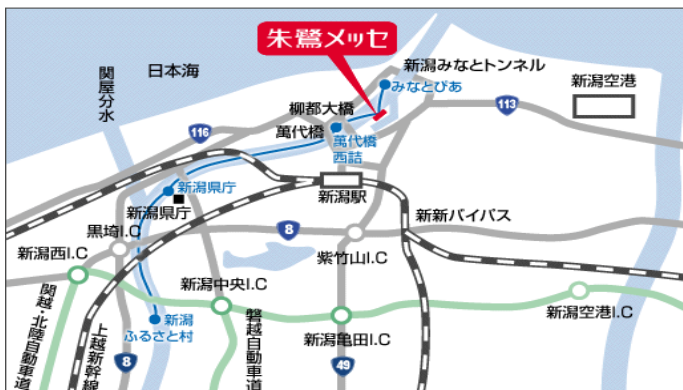 朱鷺メッセ
新潟みなとトンネル
みなとぴあ
新潟空港
日本海
関屋分水
柳都大橋
113
116
萬代橋
萬代橋
西詰
新潟県庁
新潟県庁
新潟駅
新新バイパス
黒埼I.C
8
紫竹山I.C
新潟西I.C
新潟中央I.C
新潟空港I.C
新潟
ふるさと村
新潟亀田I.C
関越・北陸自動車道
上越新幹線
8
磐越自動車道
49